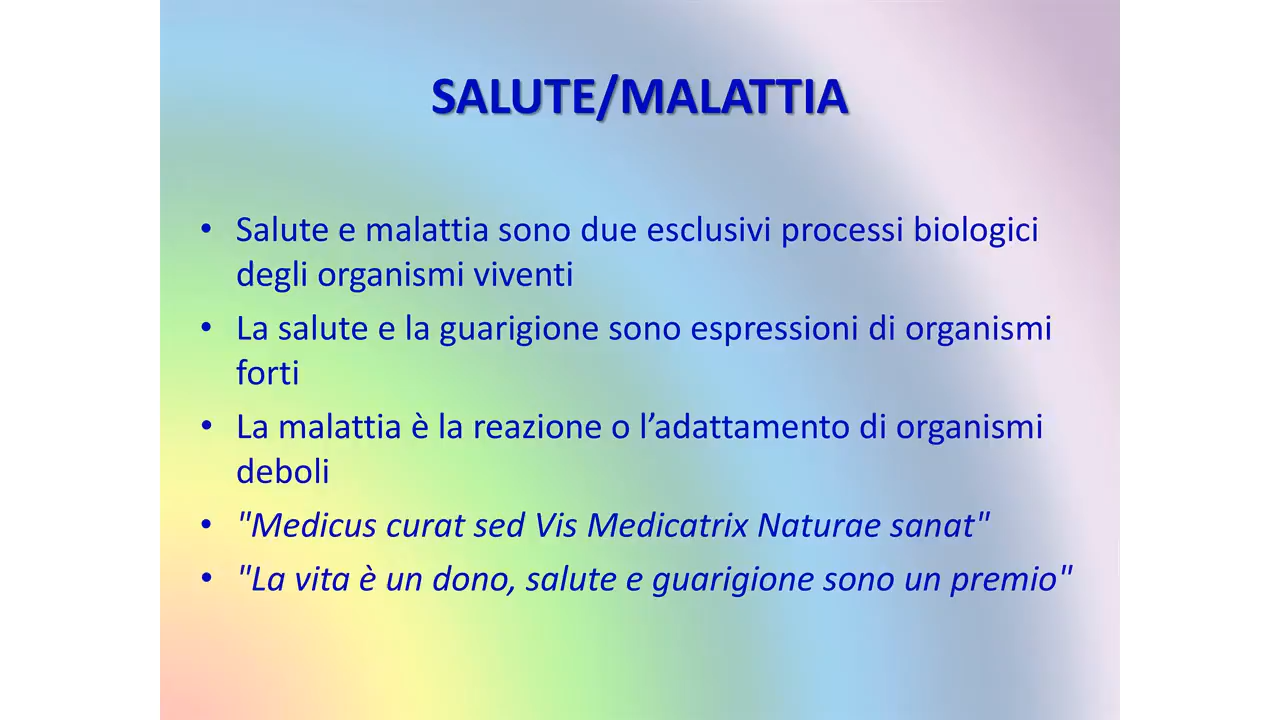 SALUTE/MALATTIA
• Salute e malattia sono due esclusivi processi biologici
degli organismi viventi
• La salute e la guarigione sono espressioni di organismi
forti
• La malattia è la reazione o l’adattamento di organismi
deboli
• "Medicus curat sed Vis Medicatrix Naturae sanat"
• "La vita è un dono, salute e guarigione sono un premio"